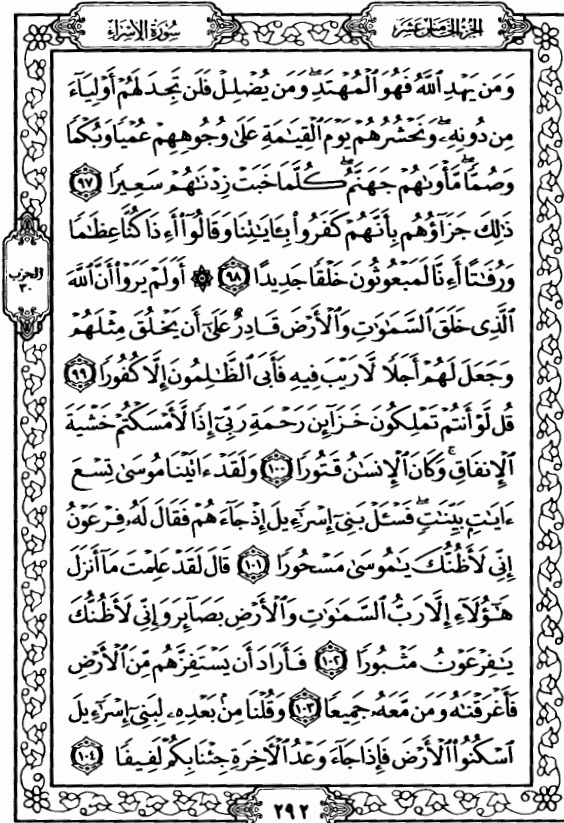 الجزء الخامس عشر
سورة الإسراء
وَمَن يَهْدِ ٱللَّهُ فَهُوَ ٱلْمُهْتَدِۖ وَمَن يُضْلِلْ فَلَن تَجِدَ لَهُمْ أَوْلِيَآءَ
مِن دُونِهِۦۖ وَنَحْشُرُهُمْ يَوْمَ ٱلْقِيَٰمَةِ عَلَىٰ وُجُوهِهِمْ عُمْيًا وَبُكْمًا
وَصُمًّاۖ مَّأْوَىٰهُمْ جَهَنَّمُۖ كُلَّمَا خَبَتْ زِدْنَٰهُمْ سَعِيرًا ٩٧
ذَٰلِكَ جَزَآؤُهُم بِأَنَّهُمْ كَفَرُوا۟ بِـَٔايَٰتِنَا وَقَالُوٓا۟ أَءِذَا كُنَّا عِظَٰمًا
وَرُفَٰتًا أَءِنَّا لَمَبْعُوثُونَ خَلْقًا جَدِيدًا ٩٨ ۞ أَوَلَمْ يَرَوْا۟ أَنَّ ٱللَّهَ
ٱلَّذِى خَلَقَ ٱلسَّمَٰوَٰتِ وَٱلْأَرْضَ قَادِرٌ عَلَىٰٓ أَن يَخْلُقَ مِثْلَهُمْ
وَجَعَلَ لَهُمْ أَجَلًا لَّا رَيْبَ فِيهِ فَأَبَى ٱلظَّٰلِمُونَ إِلَّا كُفُورًا ٩٩
قُل لَّوْ أَنتُمْ تَمْلِكُونَ خَزَآئِنَ رَحْمَةِ رَبِّىٓ إِذًا لَّأَمْسَكْتُمْ خَشْيَةَ
ٱلْإِنفَاقِۚ وَكَانَ ٱلْإِنسَٰنُ قَتُورًا ١٠٠ وَلَقَدْ ءَاتَيْنَا مُوسَىٰ تِسْعَ
ءَايَٰتٍۭ بَيِّنَٰتٍۖ فَسْـَٔلْ بَنِىٓ إِسْرَٰٓءِيلَ إِذْ جَآءَهُمْ فَقَالَ لَهُۥ فِرْعَوْنُ
إِنِّى لَأَظُنُّكَ يَٰمُوسَىٰ مَسْحُورًا ١٠١ قَالَ لَقَدْ عَلِمْتَ مَآ أَنزَلَ
هَٰٓؤُلَآءِ إِلَّا رَبُّ ٱلسَّمَٰوَٰتِ وَٱلْأَرْضِ بَصَآئِرَ وَإِنِّى لَأَظُنُّكَ
يَٰفِرْعَوْنُ مَثْبُورًا ١٠٢ فَأَرَادَ أَن يَسْتَفِزَّهُم مِّنَ ٱلْأَرْضِ
فَأَغْرَقْنَٰهُ وَمَن مَّعَهُۥ جَمِيعًا ١٠٣ وَقُلْنَا مِنۢ بَعْدِهِۦ لِبَنِىٓ إِسْرَٰٓءِيلَ
ٱسْكُنُوا۟ ٱلْأَرْضَ فَإِذَا جَآءَ وَعْدُ ٱلْءَاخِرَةِ جِئْنَا بِكُمْ لَفِيفًا ١٠٤
الحزب
٣٠
٢٩٢